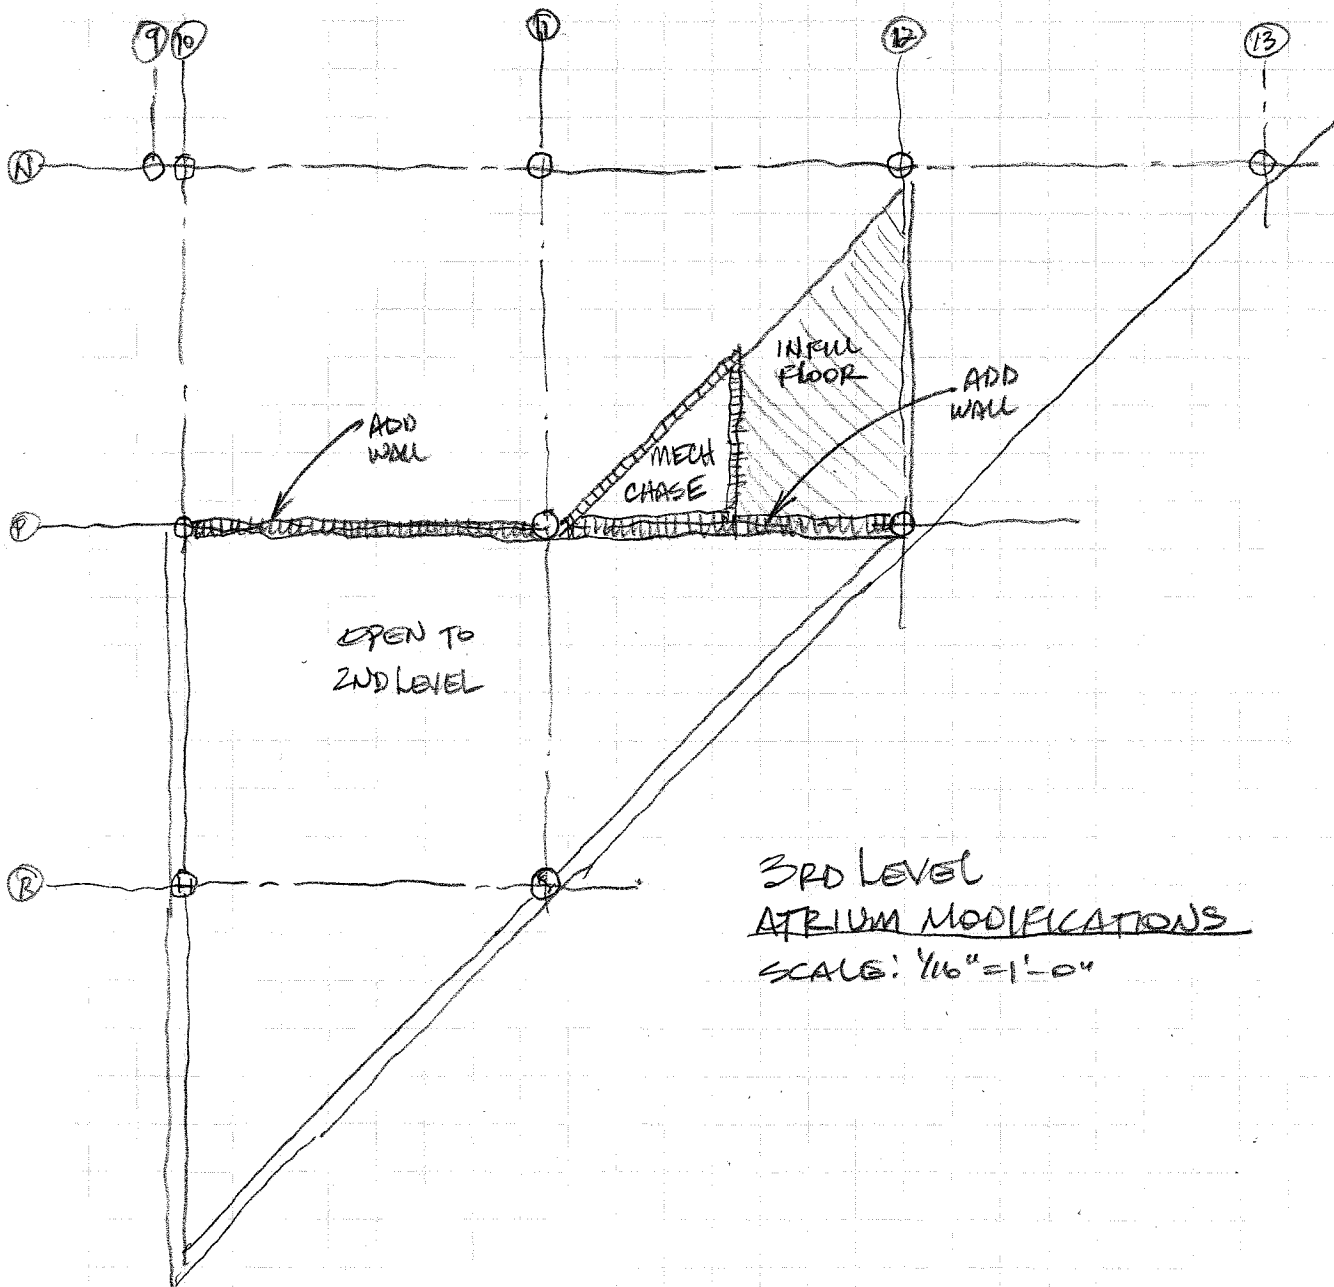 9 10 11 12 13
N
INFILL
FLOOR
ADD
WALL
ADD
WALL
MECH
CHASE
P
OPEN TO
2ND LEVEL
R
3RD LEVEL
ATRIUM MODIFICATIONS
SCALE: 1/16"=1'-0"